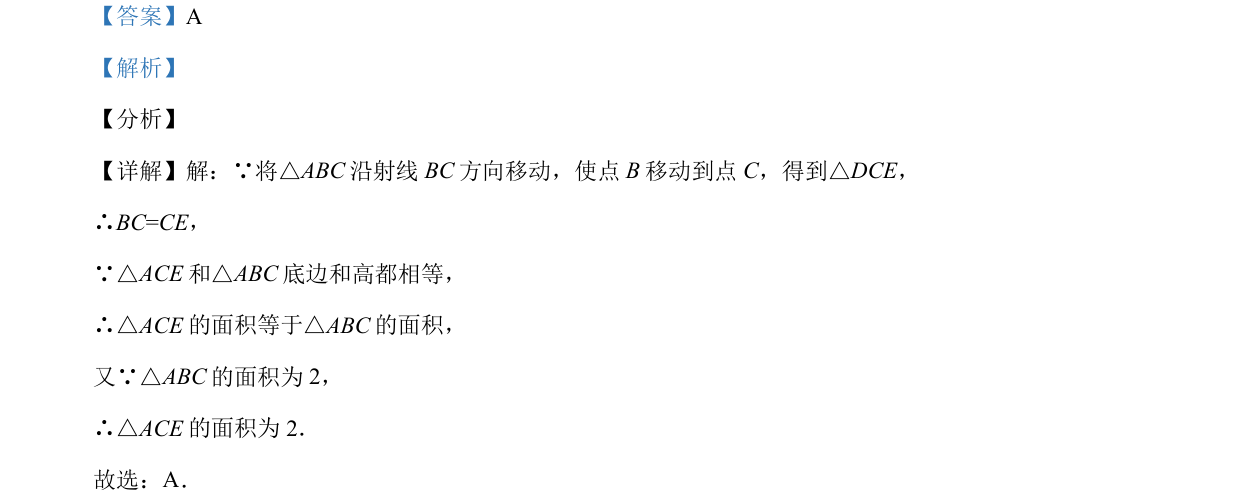 【答案】A
【解析】
【分析】
【详解】解：∵将△ABC沿射线BC方向移动，使点B移动到点C，得到△DCE，
∴BC=CE，
∵△ACE和△ABC底边和高都相等，
∴△ACE的面积等于△ABC的面积，
又∵△ABC的面积为2，
∴△ACE的面积为2．
故选：A．